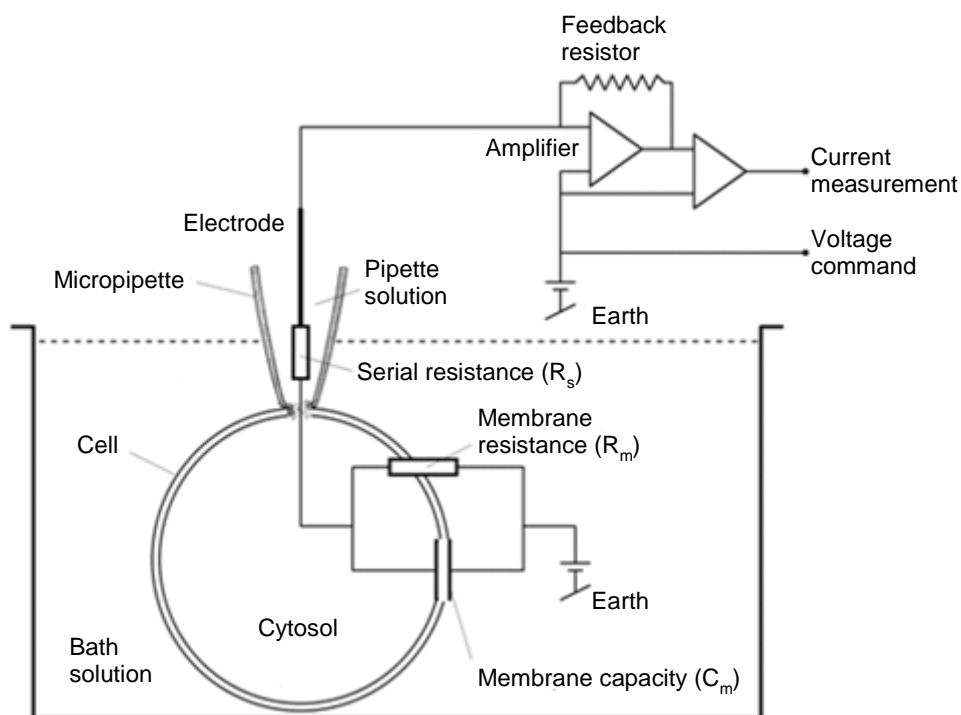 Feedback
resistor
Amplifier
Current
measurement
Electrode
Voltage
command
Micropipette
Pipette
solution
Earth
Serial resistance (Rs)
Membrane
resistance (Rm)
Cell
Earth
Cytosol
Bath
solution
Membrane capacity (Cm)